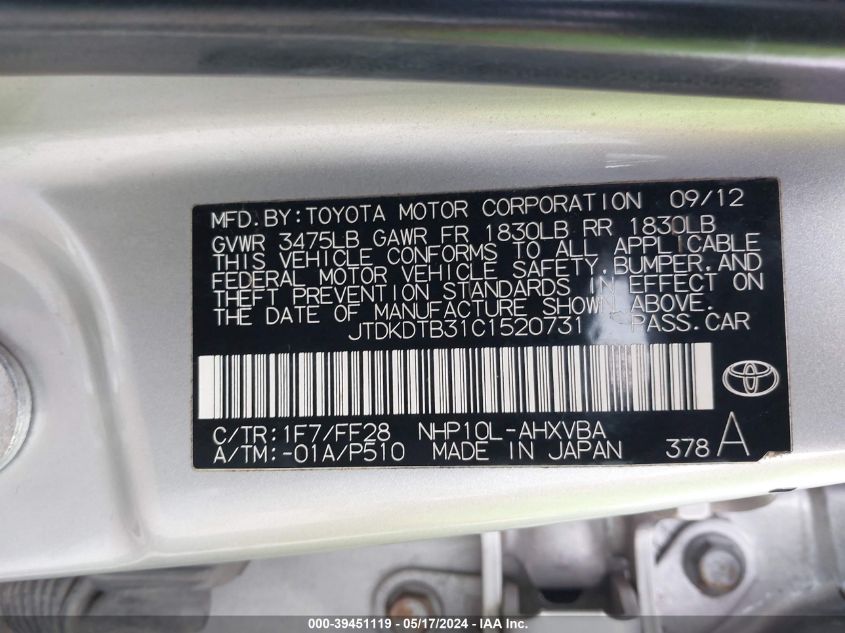 MFD. BY: TOYOTA MOTOR CORPORATION 09/12
GVWR 3475LB GAWR FR 1830LB RR 1830LB
THIS VEHICLE CONFORMS TO ALL APPLICABLE
FEDERAL MOTOR VEHICLE SAFETY, BUMPER, AND
THEFT PREVENTION STANDARDS IN EFFECT ON
THE DATE OF MANUFACTURE SHOWN ABOVE.
JTDKDTB31C1520731 PASS. CAR
C/TR: 1F7/FF28 NHP10L-AHXVBA
A/TM: -01A/P510 MADE IN JAPAN 378 A
000-39451119 - 05/17/2024 - IAA Inc.